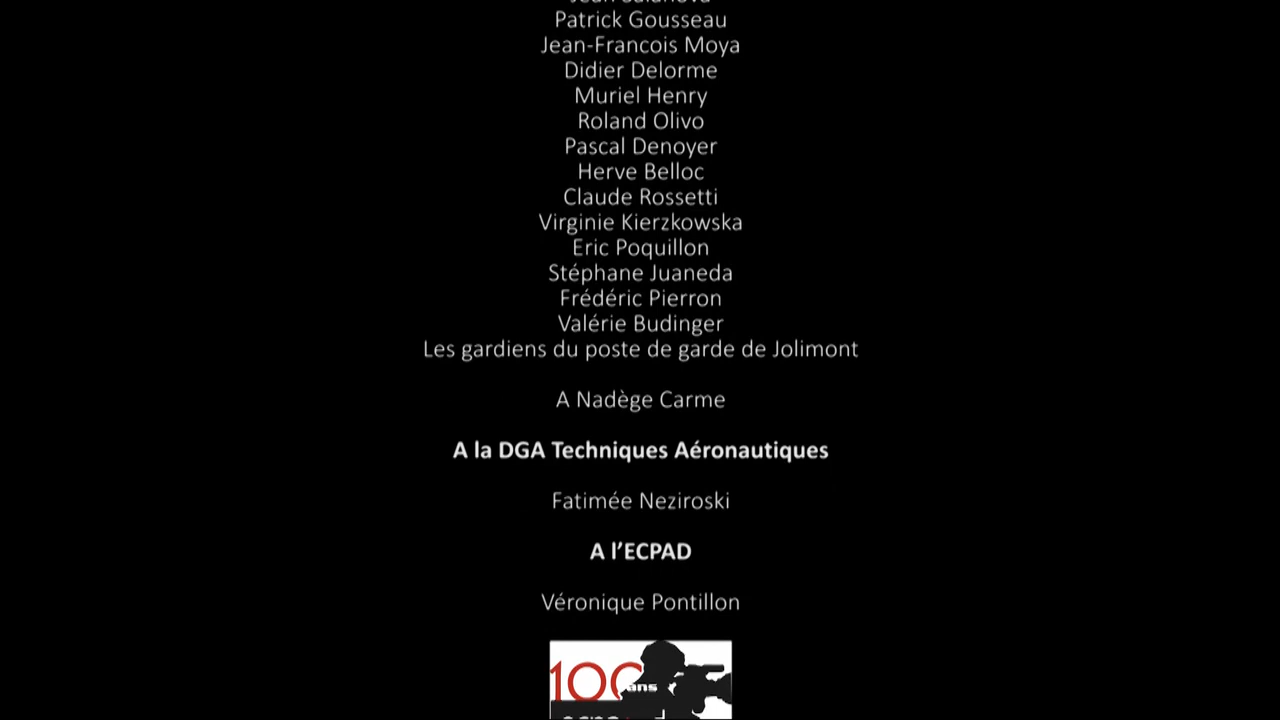 Patrick Gousseau
Jean-Francois Moya
Didier Delorme
Muriel Henry
Roland Olivo
Pascal Denoyer
Herve Belloc
Claude Rossetti
Virginie Kierzkowska
Eric Poquillon
Stéphane Juaneda
Frédéric Pierron
Valérie Budinger
Les gardiens du poste de garde de Jolimont
A Nadège Carme
A la DGA Techniques Aéronautiques
Fatimée Neziroski
A l’ECPAD
Véronique Pontillon
100 ans